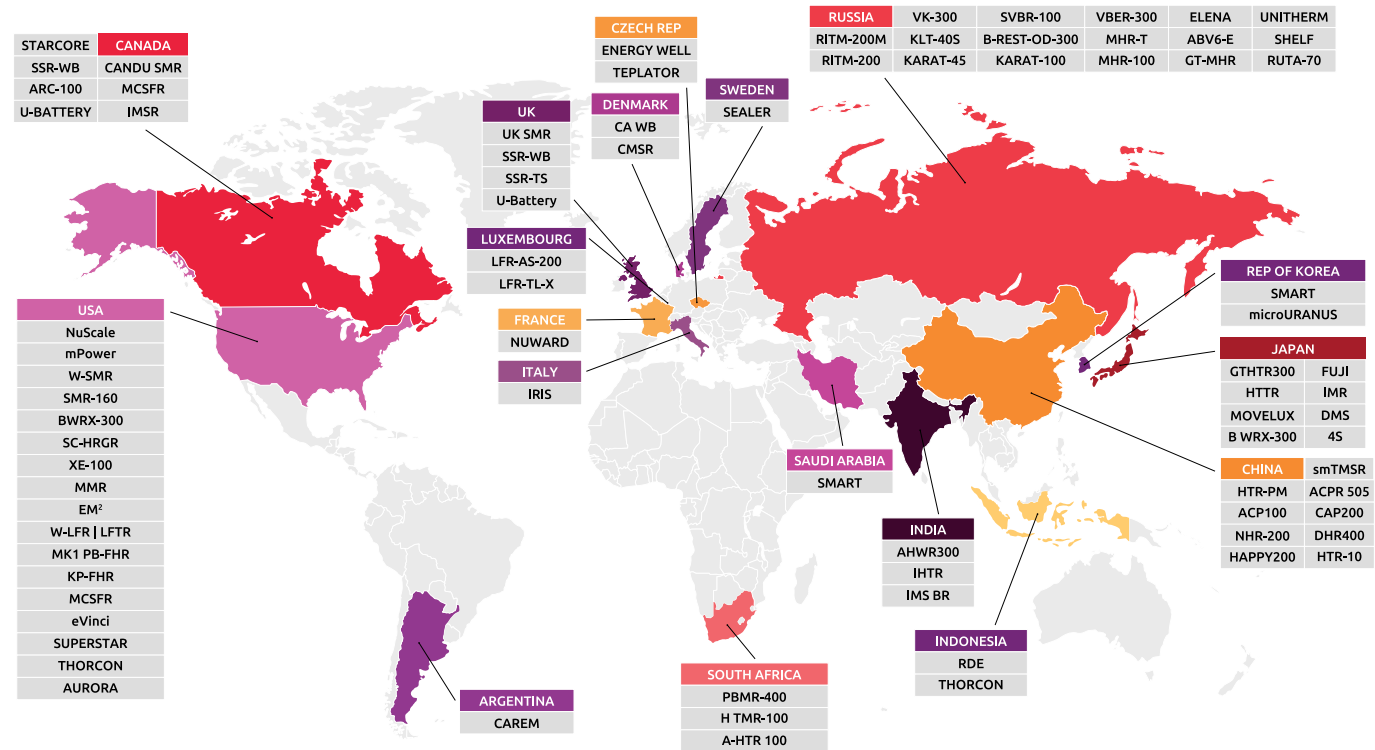 STARCORE CANADA
SSR-WB CANDU SMR
ARC-100 MCSFR
U-BATTERY IMSR
CZECH REP
ENERGY WELL
TEPLATOR
RUSSIA VK-300 SVBR-100 VBER-300 ELENA UNITHERM
RITM-200M KLT-40S B-REST-OD-300 MHR-T ABV6-E SHELF
RITM-200 KARAT-45 KARAT-100 MHR-100 GT-MHR RUTA-70
UK
UK SMR
SSR-WB
SSR-TS
U-Battery
DENMARK
CA WB
CMSR
SWEDEN
SEALER
LUXEMBOURG
LFR-AS-200
LFR-TL-X
FRANCE
NUWARD
ITALY
IRIS
USA
NuScale
mPower
W-SMR
SMR-160
BWRX-300
SC-HRGR
XE-100
MMR
EM²
W-LFR | LFTR
MK1 PB-FHR
KP-FHR
MCSFR
eVinci
SUPERSTAR
THORCON
AURORA
REP OF KOREA
SMART
microURANUS
JAPAN
GTHTR300 FUJI
HTTR IMR
MOVELUX DMS
B WRX-300 4S
SAUDI ARABIA
SMART
CHINA smTMSR
HTR-PM ACPR 505
ACP100 CAP200
NHR-200 DHR400
HAPPY200 HTR-10
INDIA
AHWR300
IHTR
IMS BR
INDONESIA
RDE
THORCON
ARGENTINA
CAREM
SOUTH AFRICA
PBMR-400
H TMR-100
A-HTR 100